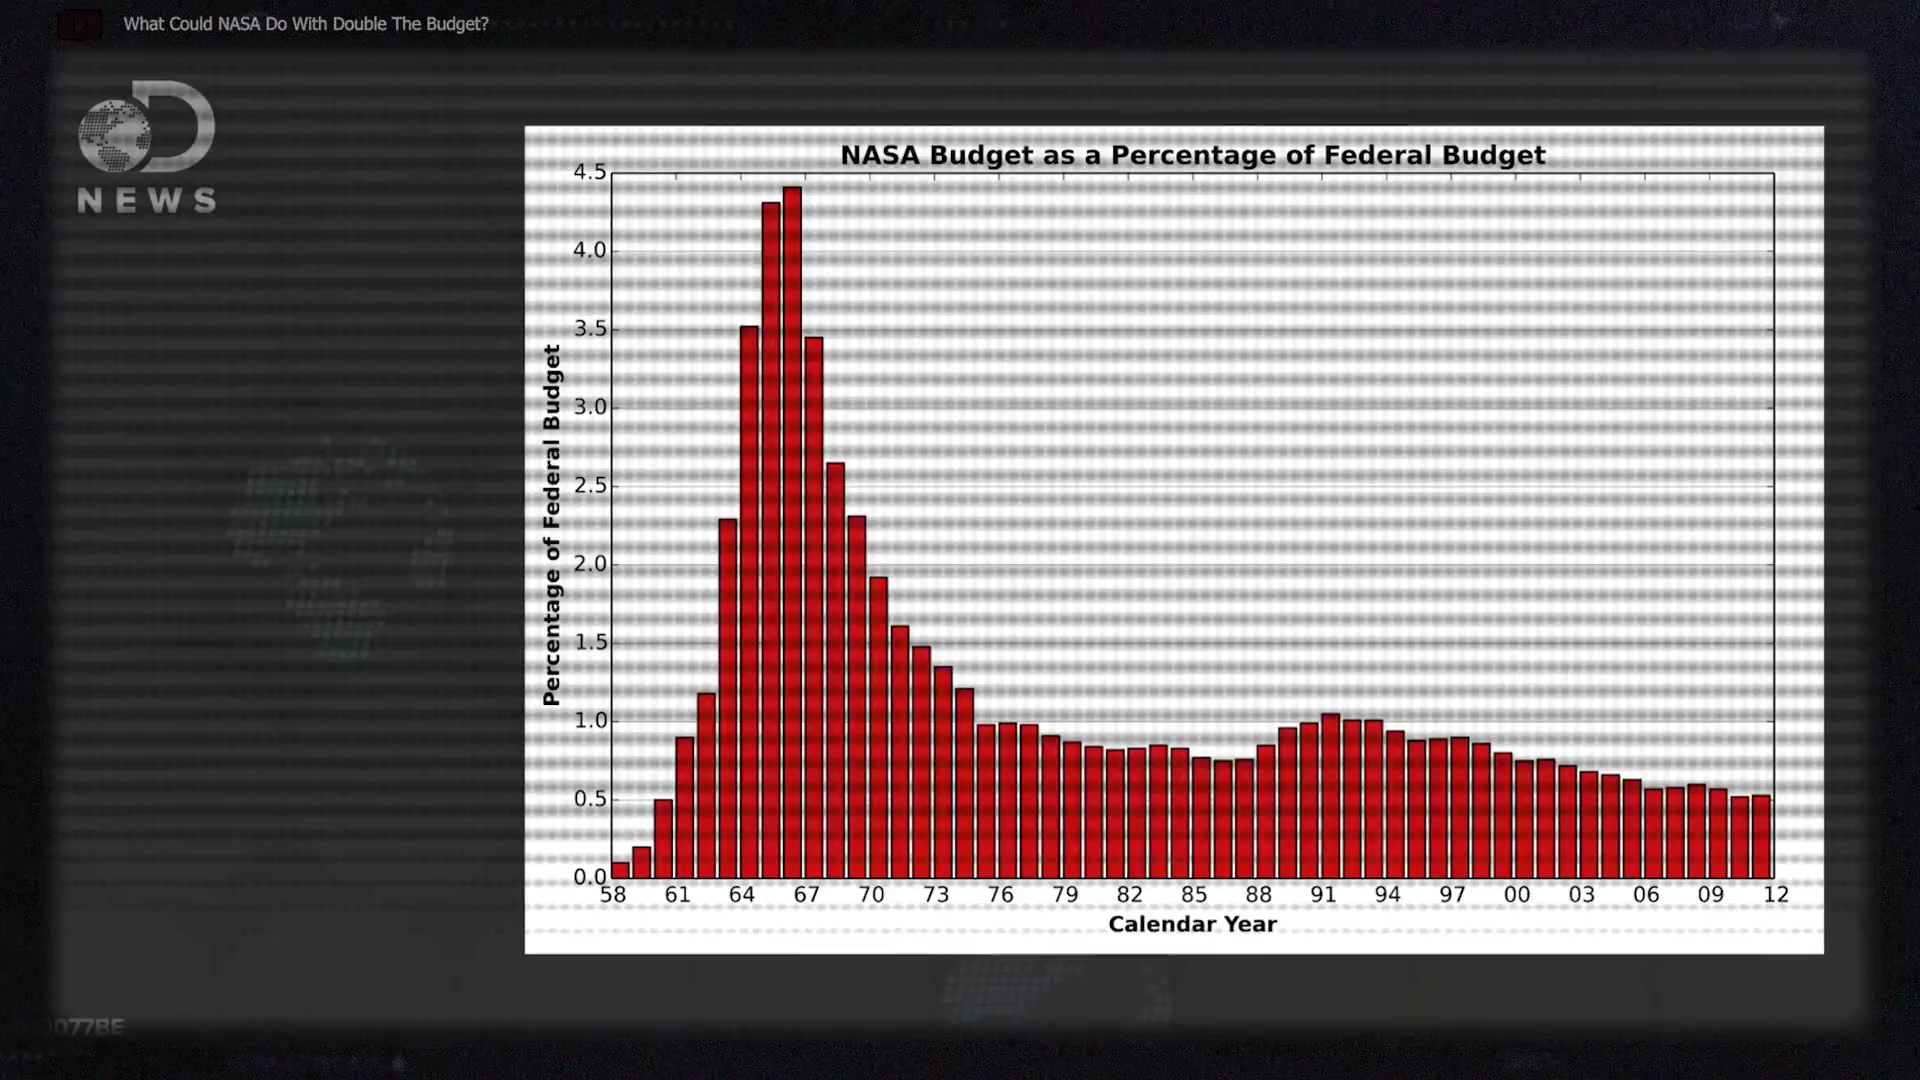 What Could NASA Do With Double The Budget?
NEWS
NASA Budget as a Percentage of Federal Budget
Percentage of Federal Budget
4.5
4.0
3.5
3.0
2.5
2.0
1.5
1.0
0.5
0.0
58 61 64 67 70 73 76 79 82 85 88 91 94 97 00 03 06 09 12
Calendar Year
077BE